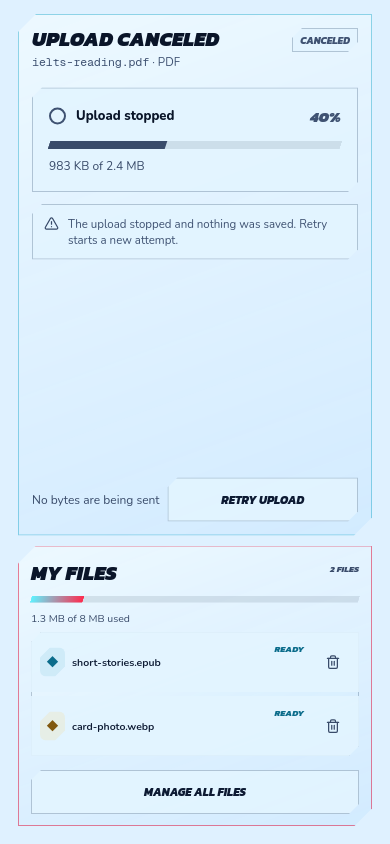 UPLOAD CANCELED
CANCELED
ielts-reading.pdf · PDF
Upload stopped
40%
983 KB of 2.4 MB
The upload stopped and nothing was saved. Retry
starts a new attempt.
No bytes are being sent
RETRY UPLOAD
MY FILES
2 FILES
1.3 MB of 8 MB used
READY
short-stories.epub
READY
card-photo.webp
MANAGE ALL FILES